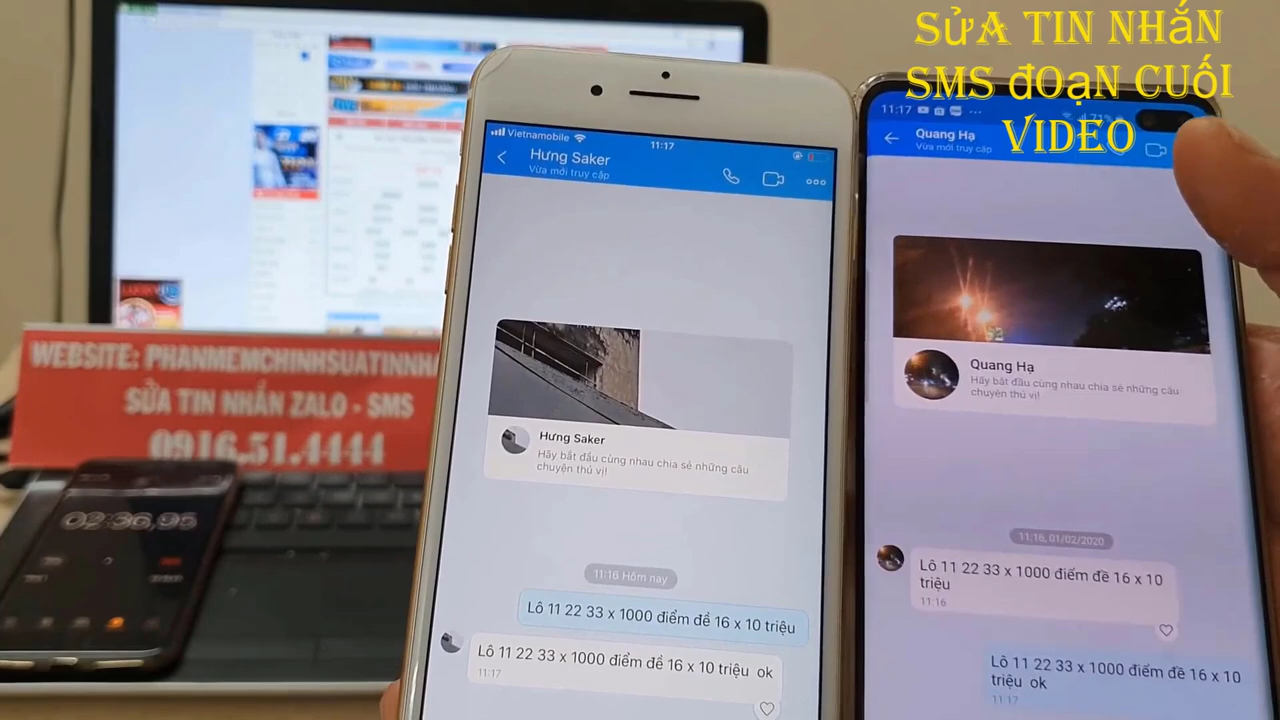 SỬA TIN NHẮN
SMS đOẠN CUỐI
VIDEO
Vietnamobile
11:17
Hưng Saker
Vừa mới truy cập
Hưng Saker
Hãy bắt đầu cùng nhau chia sẻ những câu
chuyện thú vị!
11:16 Hôm nay
Lô 11 22 33 x 1000 điểm đề 16 x 10 triệu
Lô 11 22 33 x 1000 điểm đề 16 x 10 triệu ok
11:17
11:17
71%
Quang Hạ
Vừa mới truy cập
Quang Hạ
Hãy bắt đầu cùng nhau chia sẻ những câu
chuyện thú vị!
11:16, 01/02/2020
Lô 11 22 33 x 1000 điểm đề 16 x 10
triệu
11:16
Lô 11 22 33 x 1000 điểm đề 16 x 10
triệu ok
11:17
WEBSITE: PHANMEMCHINHSUATINNHA
SỬA TIN NHẮN ZALO - SMS
0916.51.4444
02:36,95